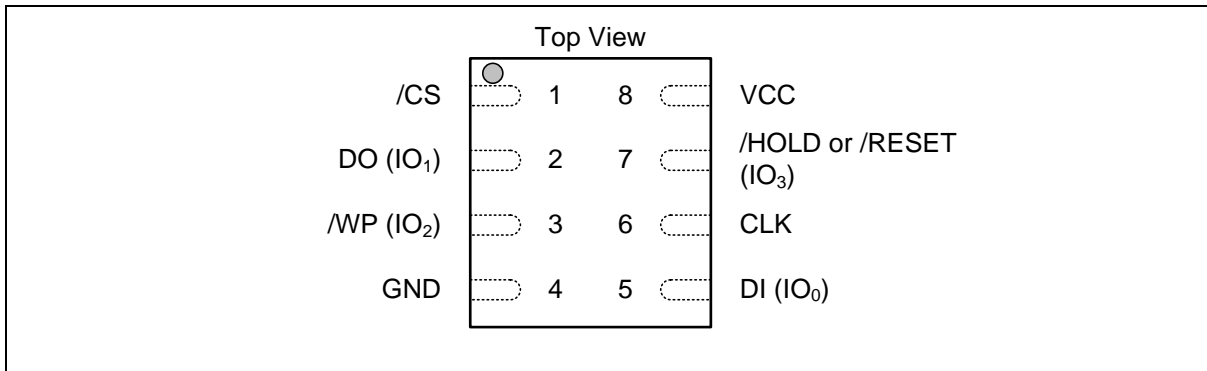 Top View
/CS 1 8 VCC
DO (IO₁) 2 7 /HOLD or /RESET
(IO₃)
/WP (IO₂) 3 6 CLK
GND 4 5 DI (IO₀)